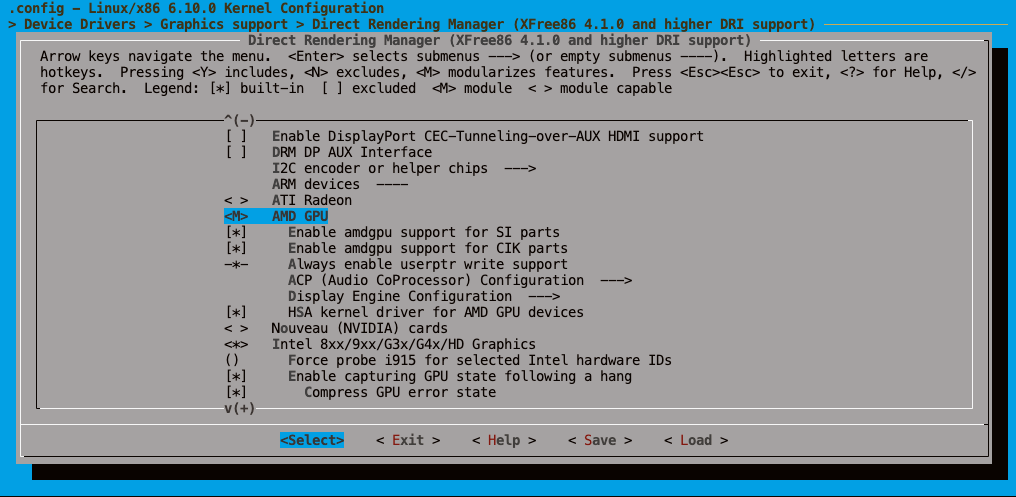 .config - Linux/x86 6.10.0 Kernel Configuration
> Device Drivers > Graphics support > Direct Rendering Manager (XFree86 4.1.0 and higher DRI support)
Direct Rendering Manager (XFree86 4.1.0 and higher DRI support)
Arrow keys navigate the menu.  <Enter> selects submenus ---> (or empty submenus ----).  Highlighted letters are
hotkeys.  Pressing <Y> includes, <N> excludes, <M> modularizes features.  Press <Esc><Esc> to exit, <?> for Help, </>
for Search.  Legend: [*] built-in  [ ] excluded  <M> module  < > module capable
^(-)
[ ]   Enable DisplayPort CEC-Tunneling-over-AUX HDMI support
[ ]   DRM DP AUX Interface
I2C encoder or helper chips  --->
ARM devices  ----
< >   ATI Radeon
<M>   AMD GPU
[*]     Enable amdgpu support for SI parts
[*]     Enable amdgpu support for CIK parts
-*-     Always enable userptr write support
ACP (Audio CoProcessor) Configuration  --->
Display Engine Configuration  --->
[*]     HSA kernel driver for AMD GPU devices
< >   Nouveau (NVIDIA) cards
<*>   Intel 8xx/9xx/G3x/G4x/HD Graphics
()      Force probe i915 for selected Intel hardware IDs
[*]     Enable capturing GPU state following a hang
[*]       Compress GPU error state
v(+)
<Select>    < Exit >    < Help >    < Save >    < Load >